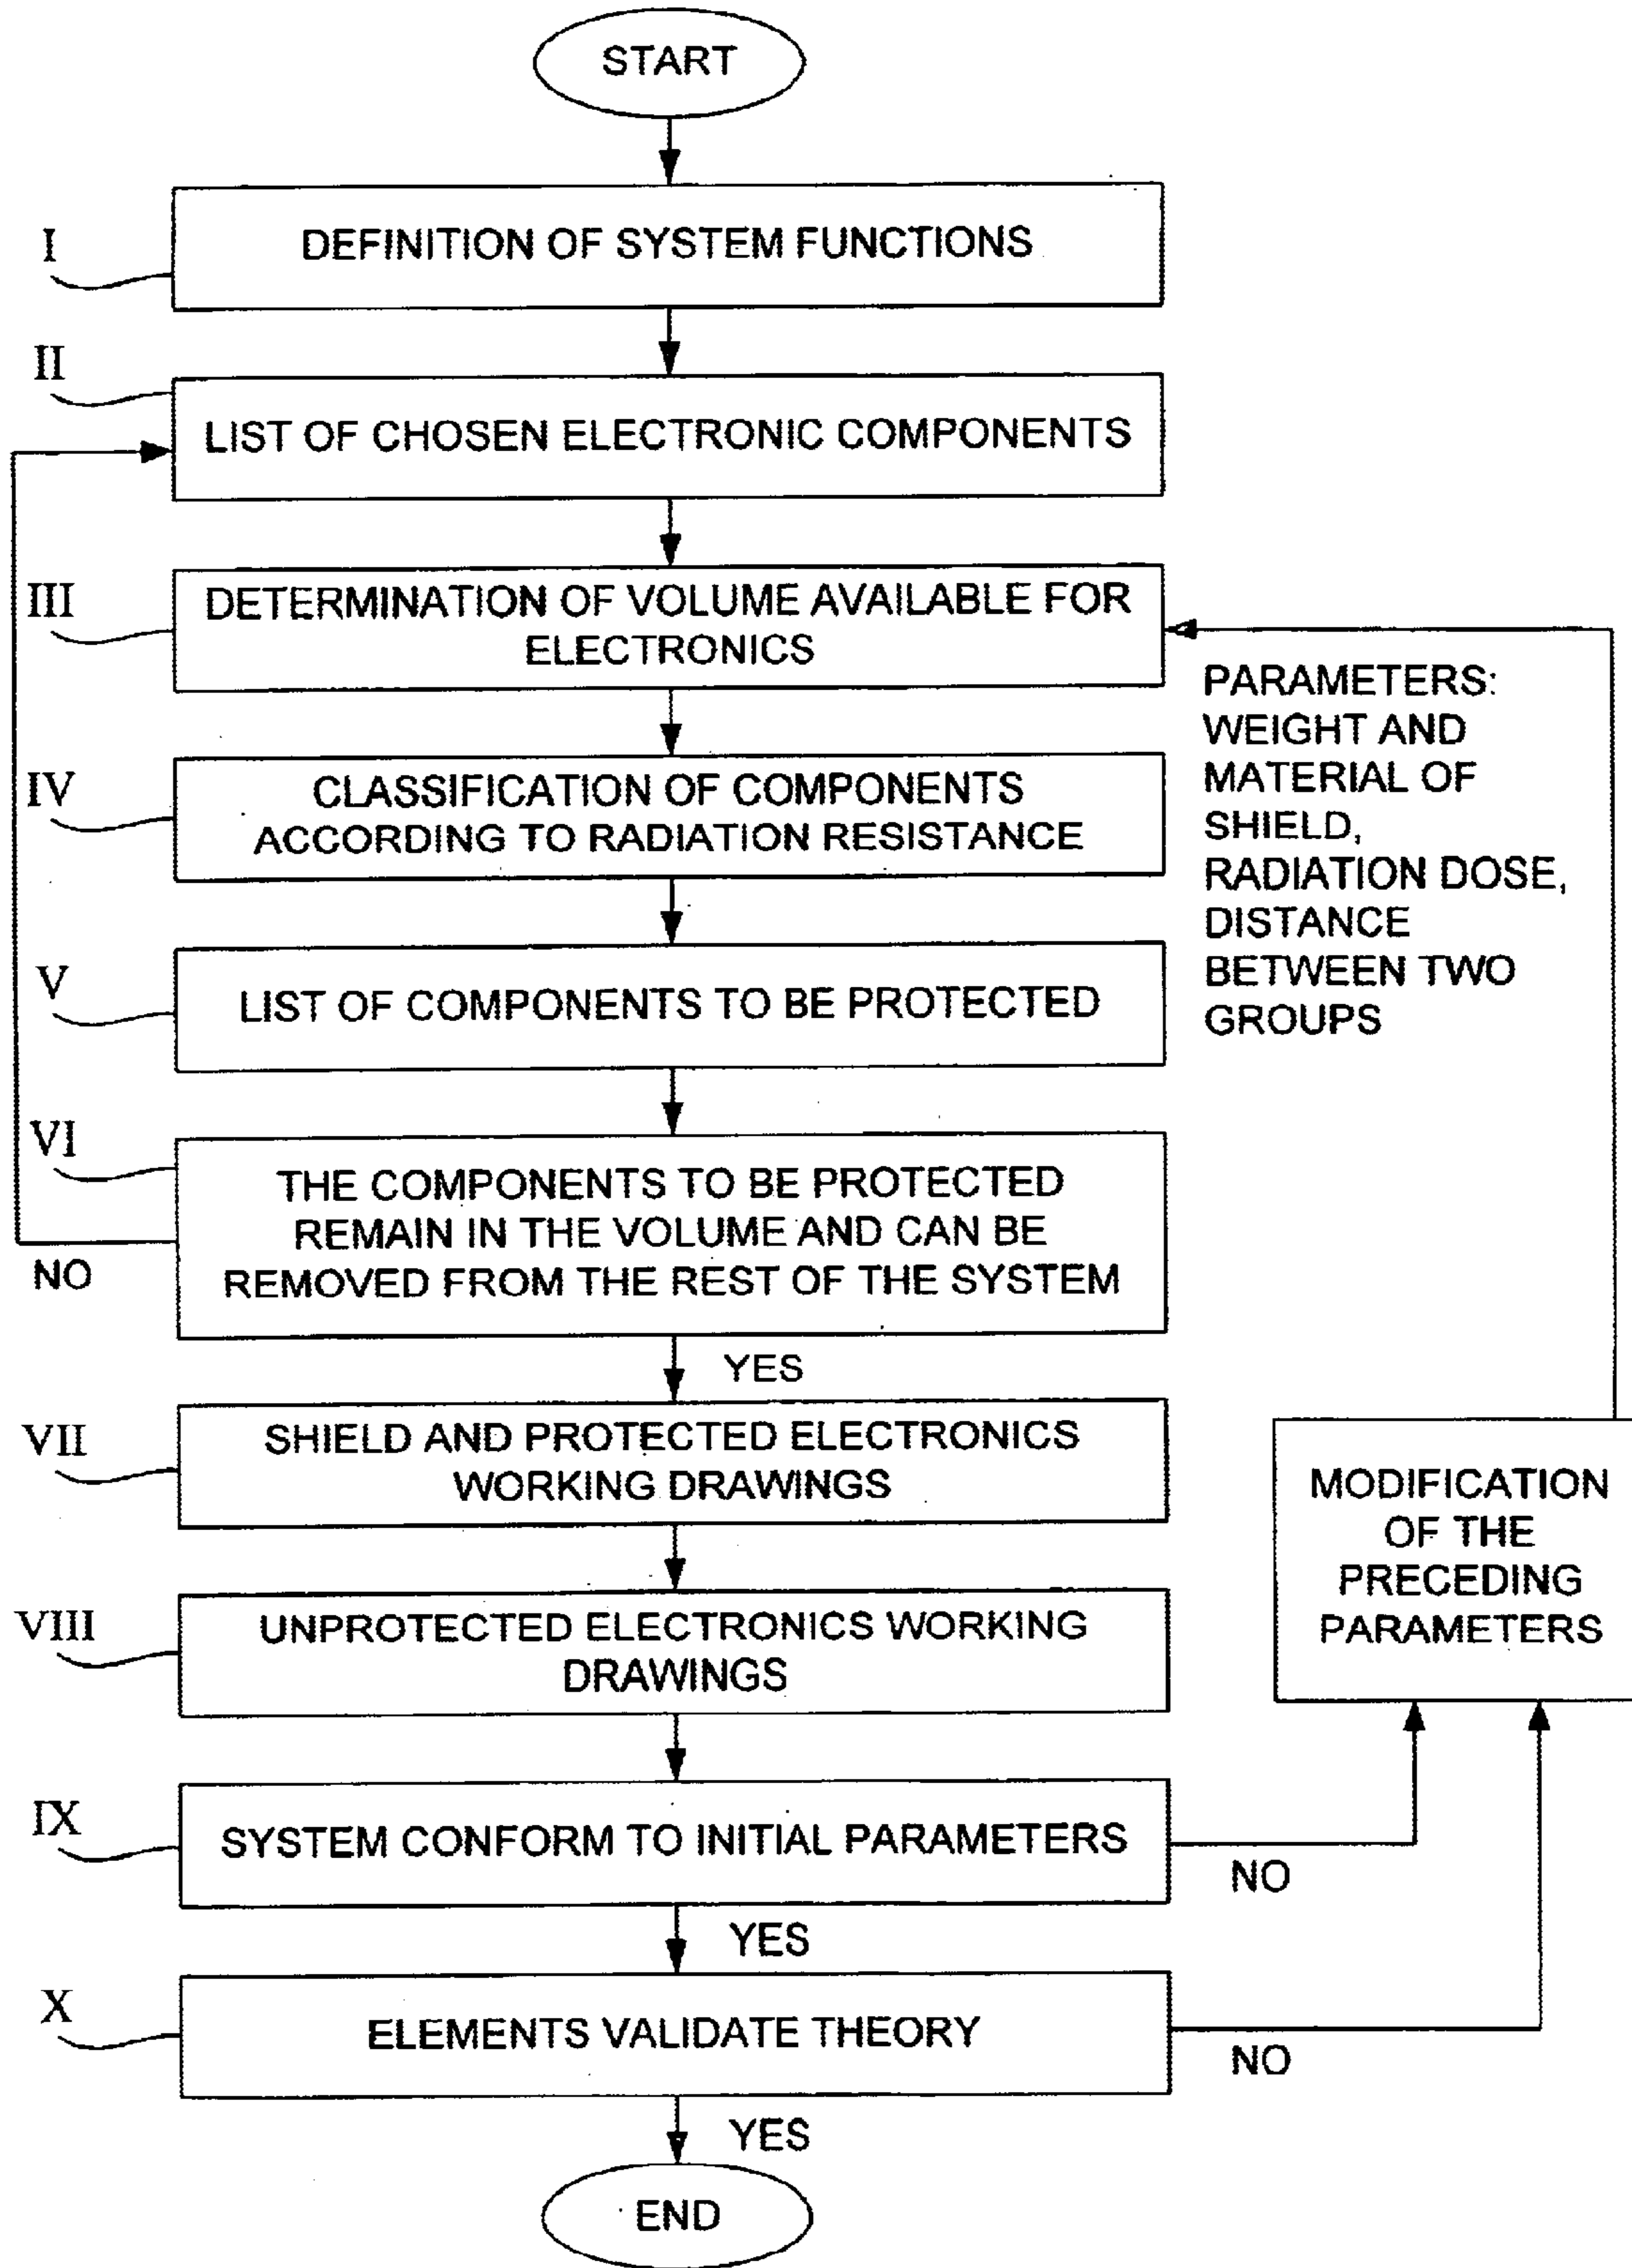 START
I
DEFINITION OF SYSTEM FUNCTIONS
II
LIST OF CHOSEN ELECTRONIC COMPONENTS
III
DETERMINATION OF VOLUME AVAILABLE FOR
ELECTRONICS
PARAMETERS:
WEIGHT AND
MATERIAL OF
SHIELD,
RADIATION DOSE,
DISTANCE
BETWEEN TWO
GROUPS
IV
CLASSIFICATION OF COMPONENTS
ACCORDING TO RADIATION RESISTANCE
V
LIST OF COMPONENTS TO BE PROTECTED
VI
THE COMPONENTS TO BE PROTECTED
REMAIN IN THE VOLUME AND CAN BE
REMOVED FROM THE REST OF THE SYSTEM
NO
YES
VII
SHIELD AND PROTECTED ELECTRONICS
WORKING DRAWINGS
MODIFICATION
OF THE
PRECEDING
PARAMETERS
VIII
UNPROTECTED ELECTRONICS WORKING
DRAWINGS
IX
SYSTEM CONFORM TO INITIAL PARAMETERS
NO
YES
X
ELEMENTS VALIDATE THEORY
NO
YES
END